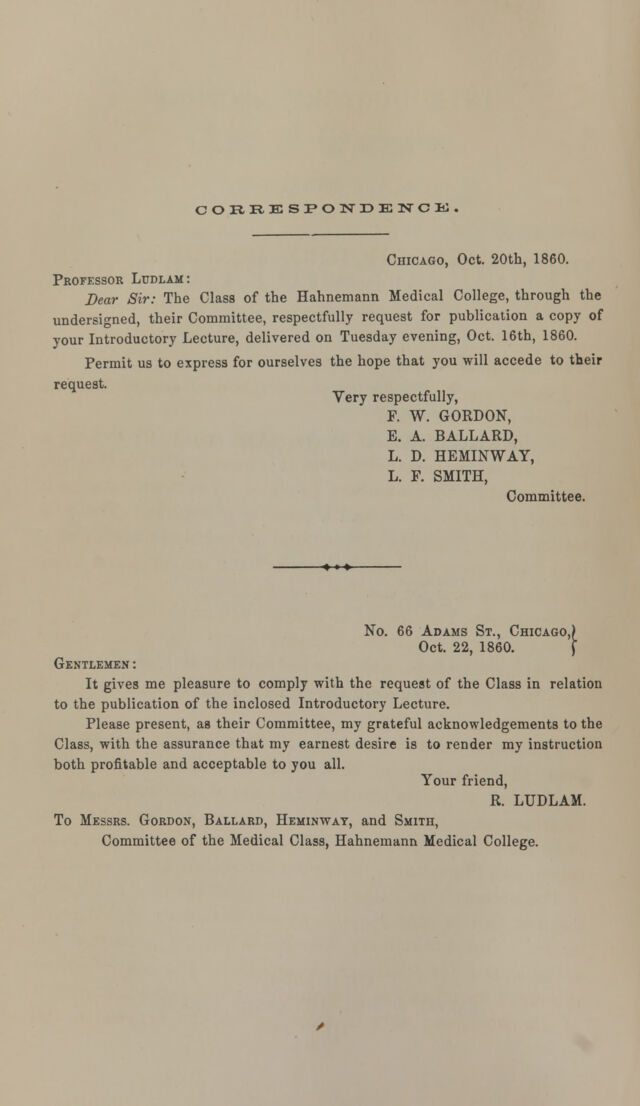 CORRESPONDENCE.
CHICAGO, Oct. 20th, 1860.
PROFESSOR LUDLAM:
Dear Sir: The Class of the Hahnemann Medical College, through the
undersigned, their Committee, respectfully request for publication a copy of
your Introductory Lecture, delivered on Tuesday evening, Oct. 16th, 1860.
Permit us to express for ourselves the hope that you will accede to their
request.
Very respectfully,
F. W. GORDON,
E. A. BALLARD,
L. D. HEMINWAY,
L. F. SMITH,
Committee.
No. 66 ADAMS ST., CHICAGO,}
Oct. 22, 1860. }
GENTLEMEN:
It gives me pleasure to comply with the request of the Class in relation
to the publication of the inclosed Introductory Lecture.
Please present, as their Committee, my grateful acknowledgements to the
Class, with the assurance that my earnest desire is to render my instruction
both profitable and acceptable to you all.
Your friend,
R. LUDLAM.
To MESSRS. GORDON, BALLARD, HEMINWAY, and SMITH,
Committee of the Medical Class, Hahnemann Medical College.